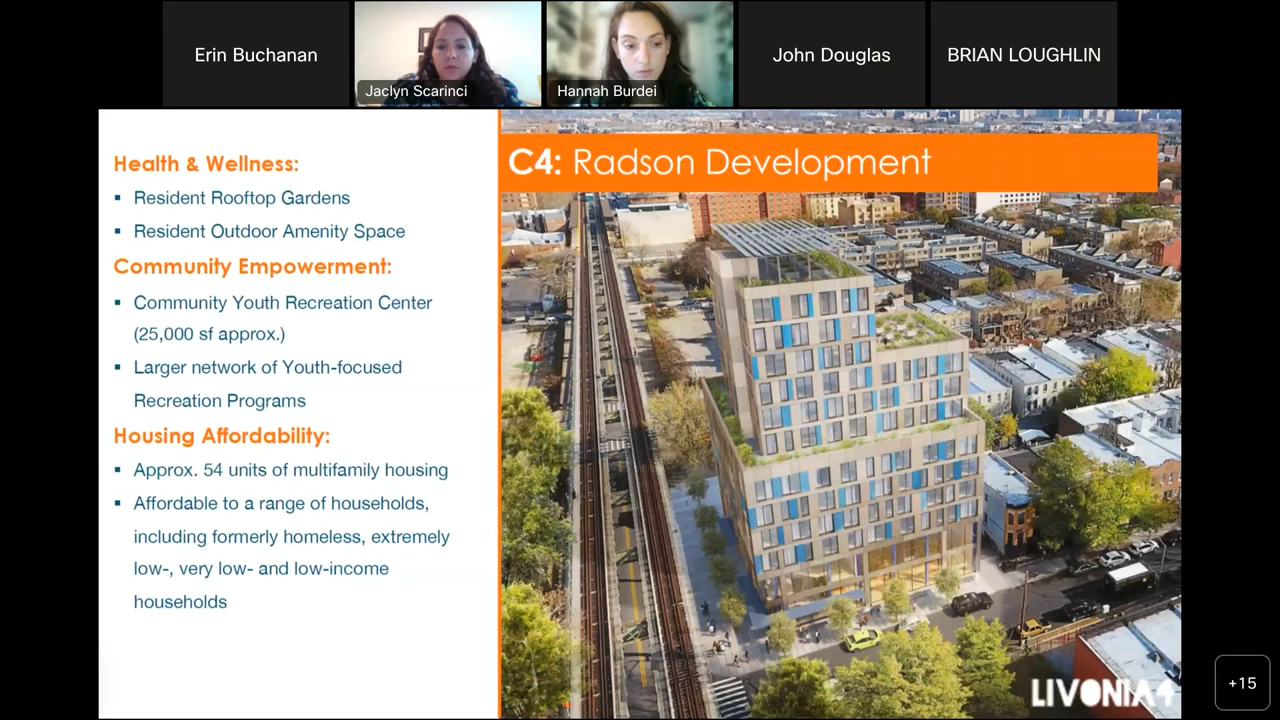 Erin Buchanan
Jaclyn Scarinci
Hannah Burdei
John Douglas
BRIAN LOUGHLIN
Health & Wellness:
▪ Resident Rooftop Gardens
▪ Resident Outdoor Amenity Space
Community Empowerment:
▪ Community Youth Recreation Center
(25,000 sf approx.)
▪ Larger network of Youth-focused
Recreation Programs
Housing Affordability:
▪ Approx. 54 units of multifamily housing
▪ Affordable to a range of households,
including formerly homeless, extremely
low-, very low- and low-income
households
C4: Radson Development
LIVONIA4
+15